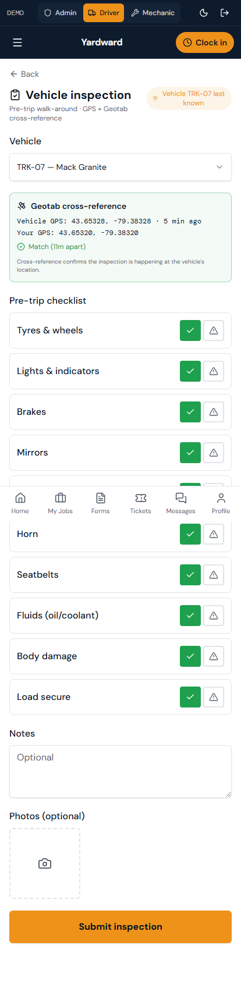 DEMO
Admin
Driver
Mechanic
Yardward
Clock in
Back
Vehicle inspection
Pre-trip walk-around · GPS + Geotab
cross-reference
Vehicle TRK-07 last
known
Vehicle
TRK-07 — Mack Granite
Geotab cross-reference
Vehicle GPS: 43.65328, -79.38328 · 5 min ago
Your GPS: 43.65320, -79.38320
Match (11m apart)
Cross-reference confirms the inspection is happening at the vehicle's
location.
Pre-trip checklist
Tyres & wheels
Lights & indicators
Brakes
Mirrors
Home
My Jobs
Forms
Tickets
Messages
Profile
Horn
Seatbelts
Fluids (oil/coolant)
Body damage
Load secure
Notes
Optional
Photos (optional)
Submit inspection